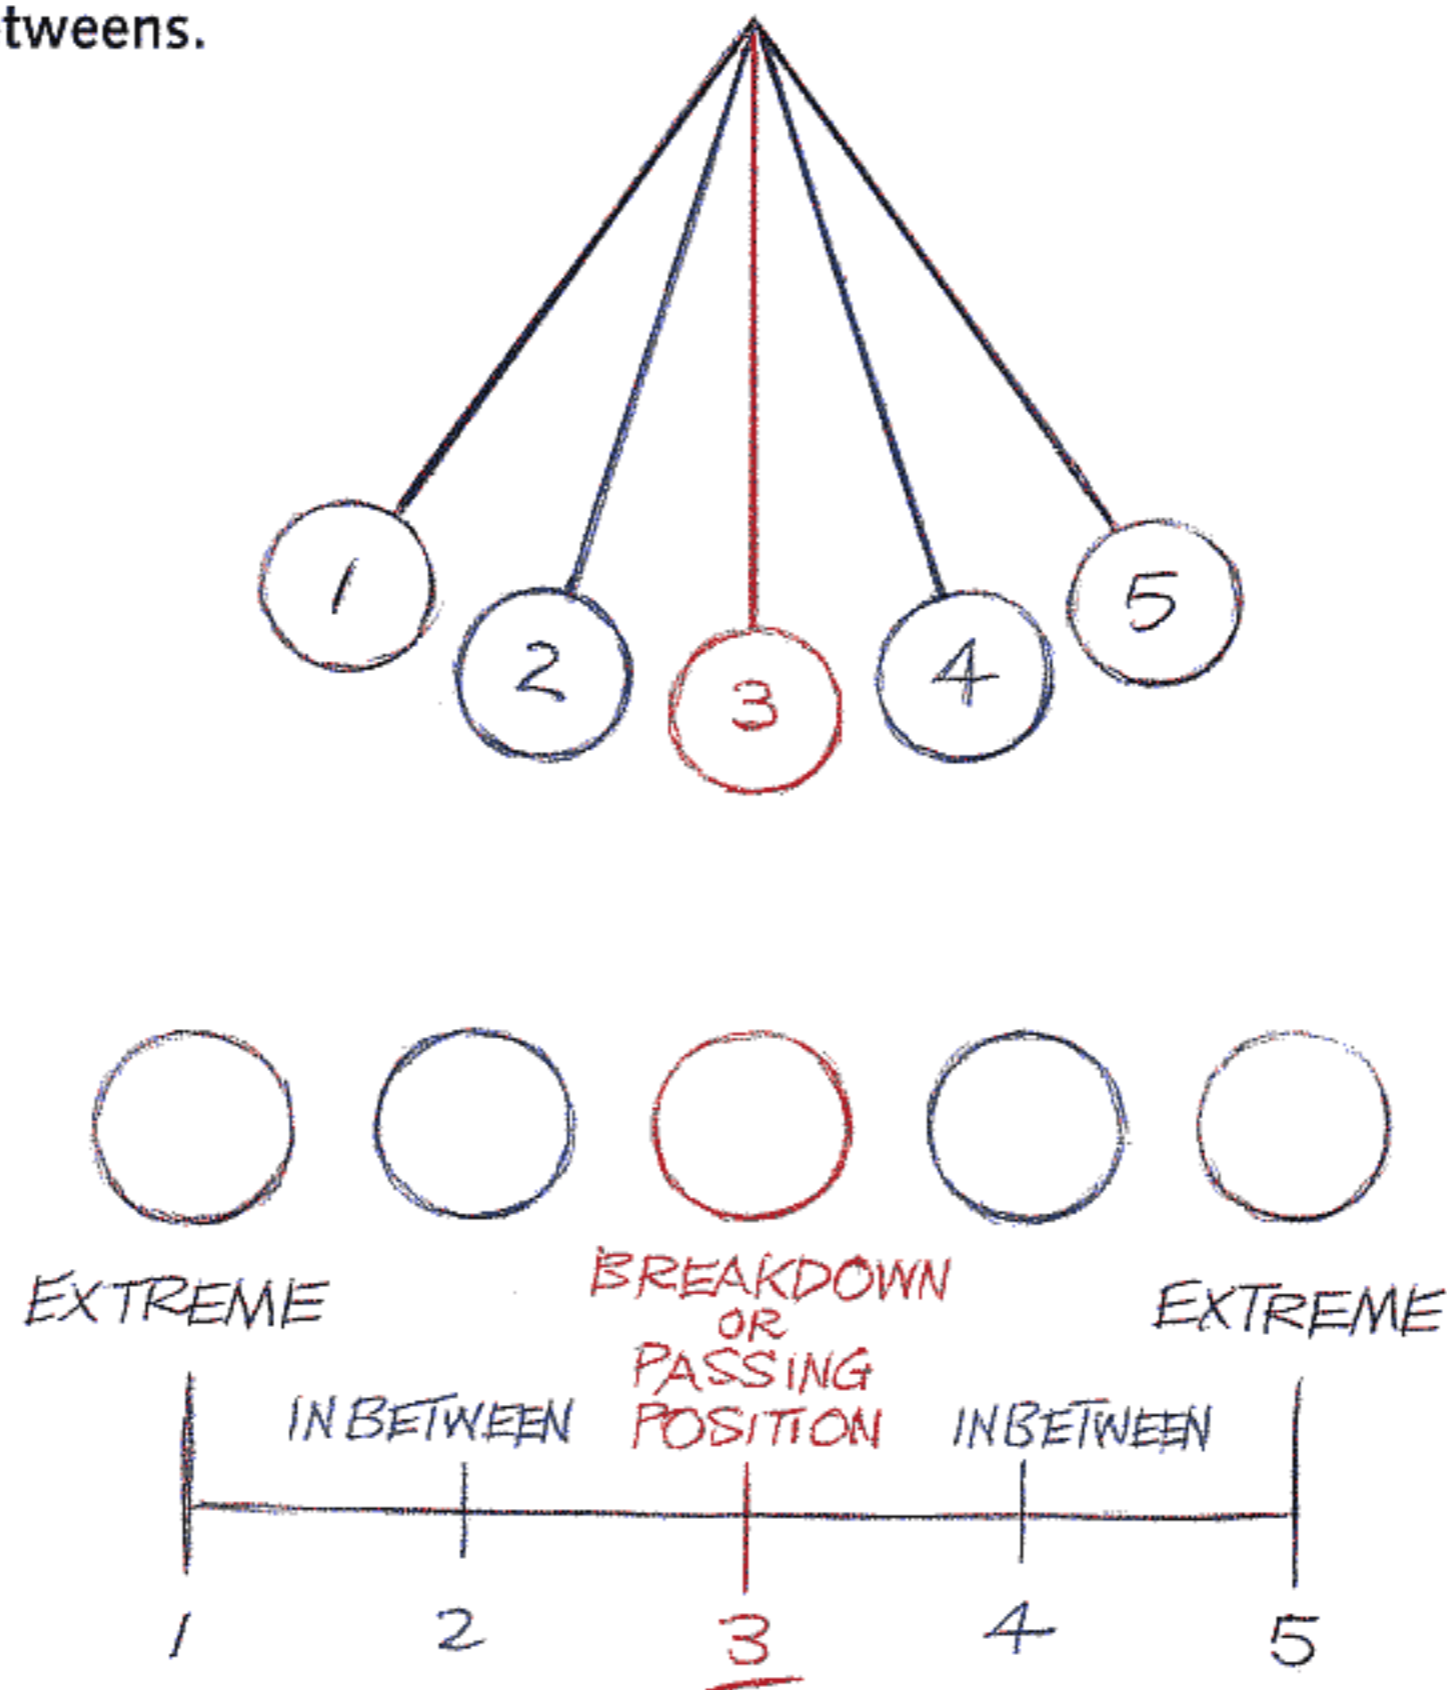 tweens.
1
2
3
4
5
EXTREME
BREAKDOWN
OR
PASSING
POSITION
EXTREME
INBETWEEN
INBETWEEN
1 2 3 4 5